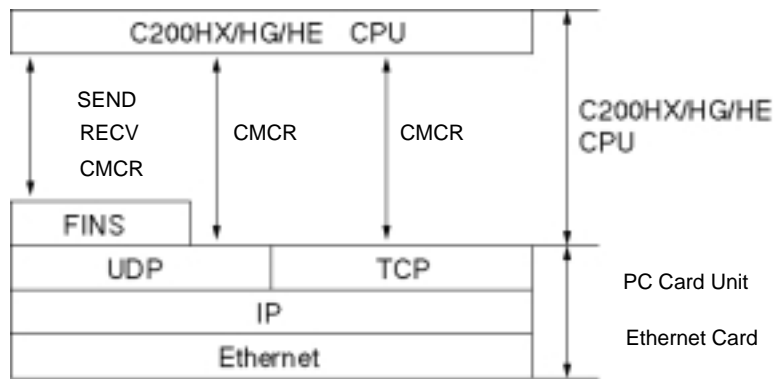 C200HX/HG/HE CPU
SEND
RECV
CMCR
CMCR
CMCR
C200HX/HG/HE
CPU
FINS
UDP
TCP
IP
Ethernet
PC Card Unit
Ethernet Card